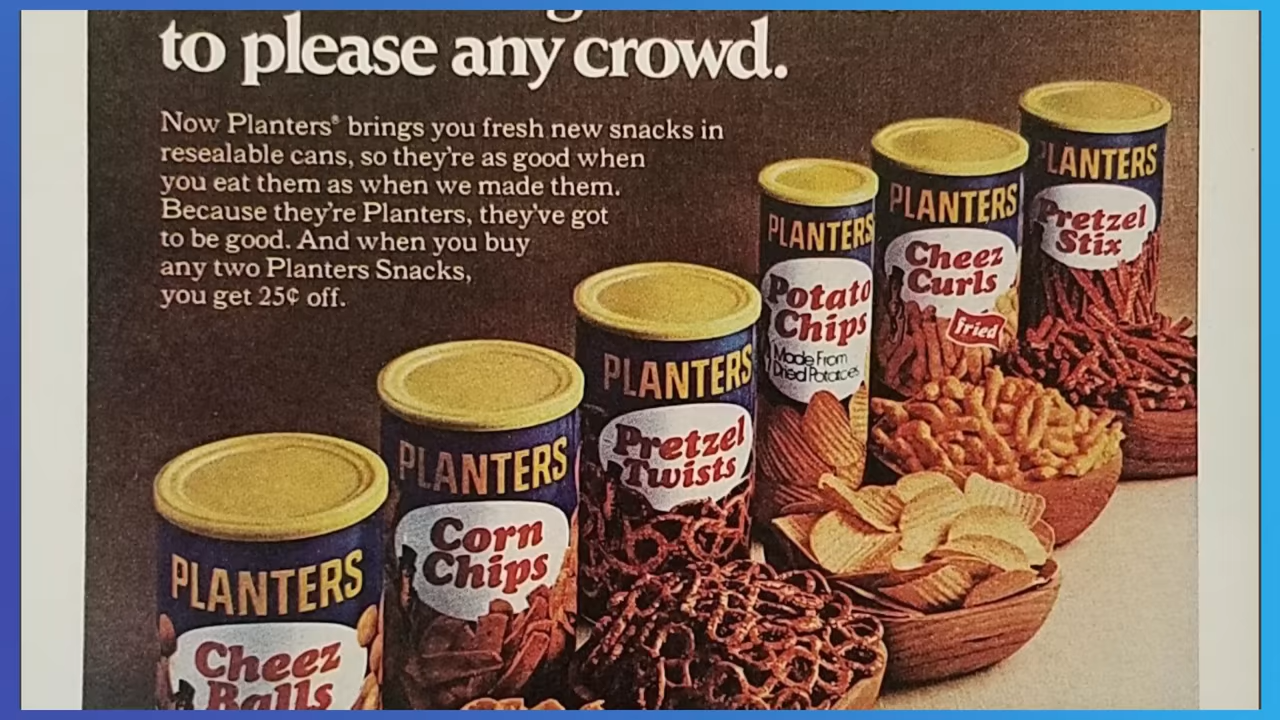 to please any crowd.
Now Planters® brings you fresh new snacks in
resealable cans, so they're as good when
you eat them as when we made them.
Because they're Planters, they've got
to be good. And when you buy
any two Planters Snacks,
you get 25¢ off.
PLANTERS
Cheez
Balls
PLANTERS
Corn
Chips
PLANTERS
Pretzel
Twists
PLANTERS
Potato
Chips
Made From
Dried Potatoes
PLANTERS
Cheez
Curls
fried
PLANTERS
Pretzel
Stix